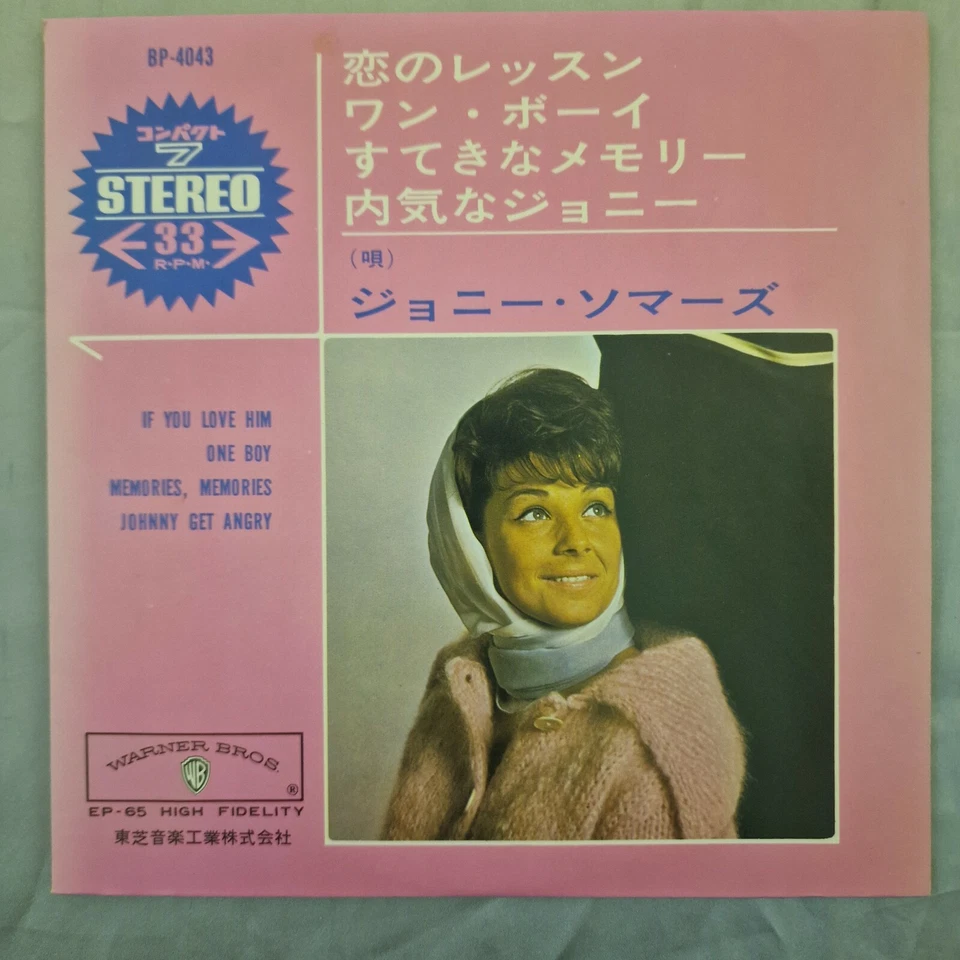 BP-4043
コンパクト
7
STEREO
33
R・P・M・
恋のレッスン
ワン・ボーイ
すてきなメモリー
内気なジョニー
(唄)
ジョニー・ソマーズ
IF YOU LOVE HIM
ONE BOY
MEMORIES, MEMORIES
JOHNNY GET ANGRY
WARNER BROS.
WB
®
EP-65 HIGH FIDELITY
東芝音楽工業株式会社